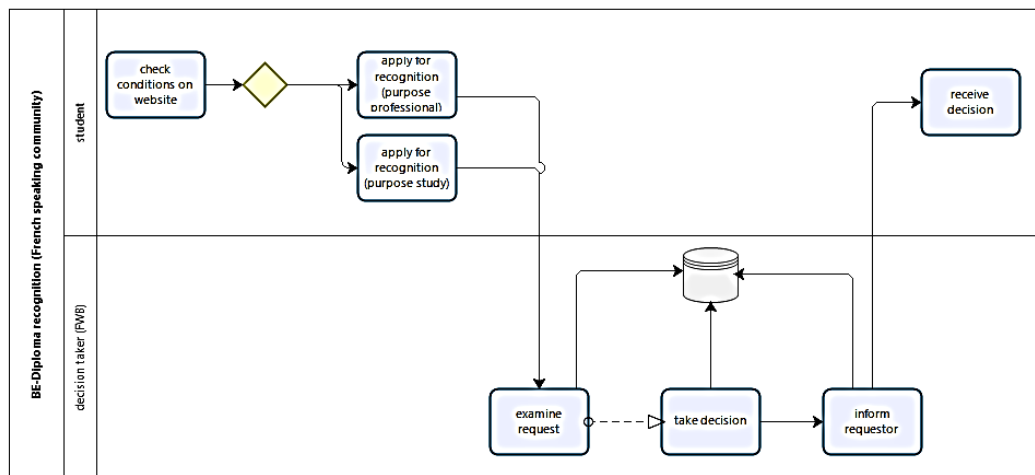 BE-Diploma recognition (French speaking community)
student
check
conditions on
website
apply for
recognition
(purpose
professional)
apply for
recognition
(purpose study)
receive
decision
decision taker (FWB)
examine
request
take decision
inform
requestor